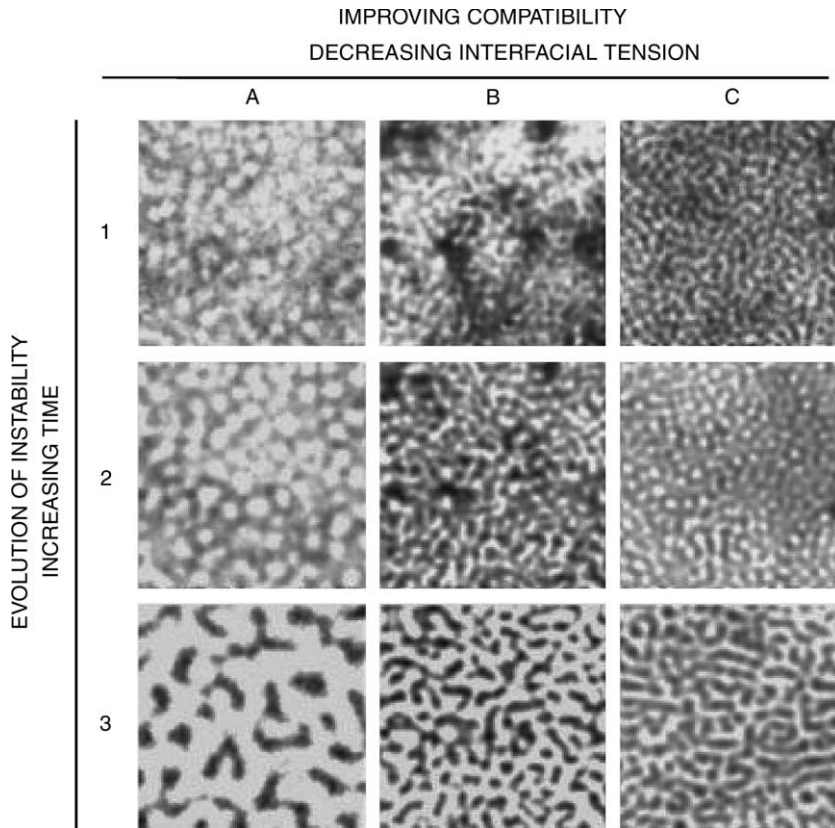 IMPROVING COMPATIBILITY
DECREASING INTERFACIAL TENSION
A B C
EVOLUTION OF INSTABILITY
INCREASING TIME
1
2
3